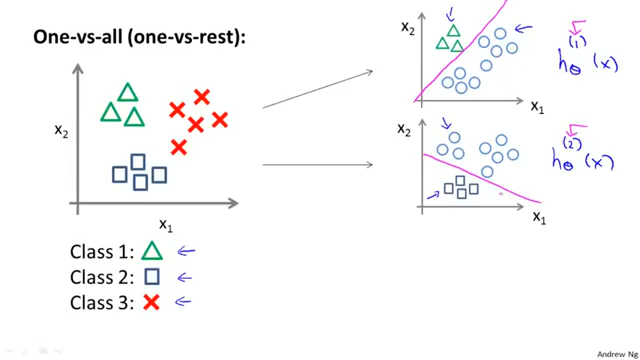 One-vs-all (one-vs-rest):
x₂
x₁
Class 1:
Class 2:
Class 3:
x₂
x₁
hθ⁽¹⁾(x)
x₂
x₁
hθ⁽²⁾(x)
Andrew Ng